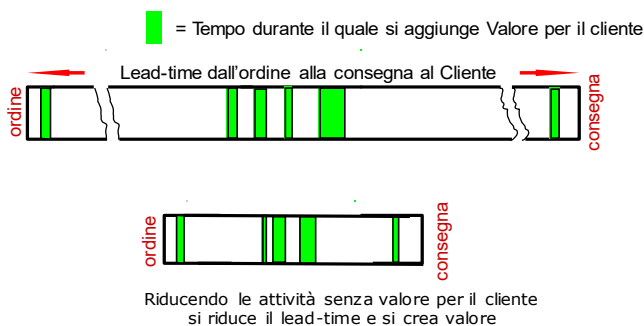 = Tempo durante il quale si aggiunge Valore per il cliente
Lead-time dall'ordine alla consegna al Cliente
ordine
consegna
ordine
consegna
Riducendo le attività senza valore per il cliente
si riduce il lead-time e si crea valore